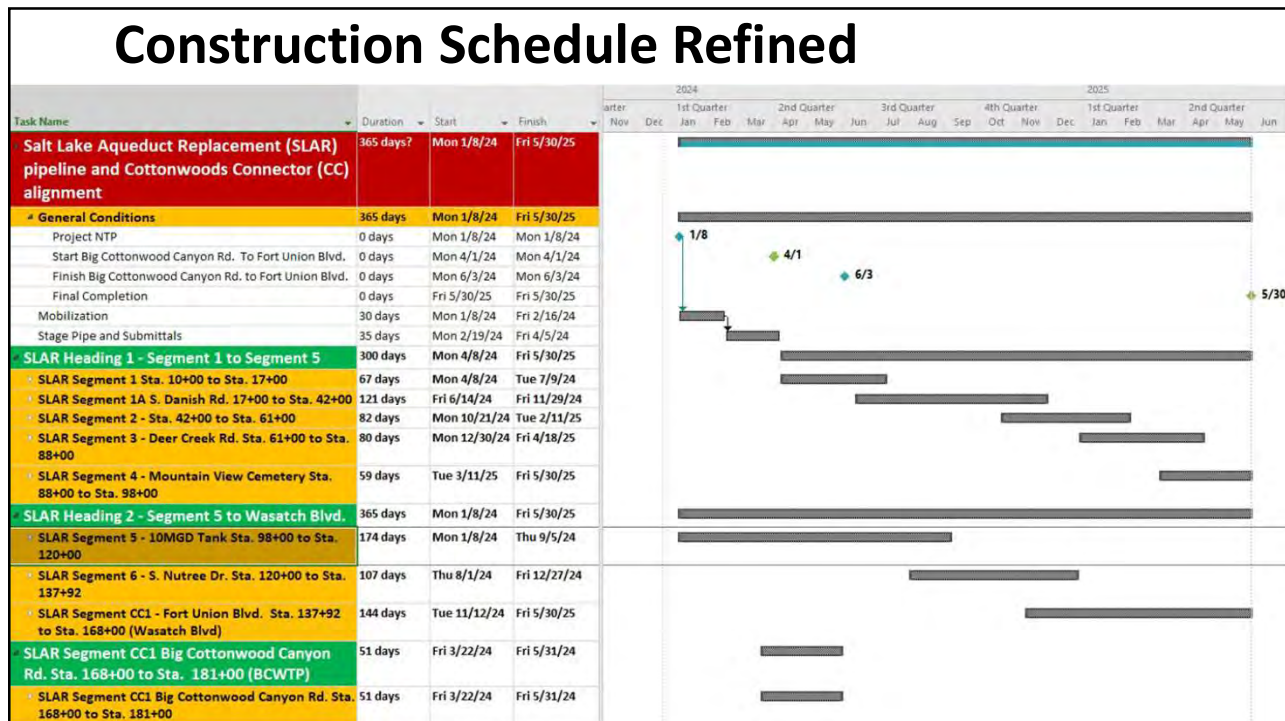 Construction Schedule Refined
2024 2025
arter 1st Quarter 2nd Quarter 3rd Quarter 4th Quarter 1st Quarter 2nd Quarter
Task Name Duration Start Finish Nov Dec Jan Feb Mar Apr May Jun Jul Aug Sep Oct Nov Dec Jan Feb Mar Apr May Jun
Salt Lake Aqueduct Replacement (SLAR) 365 days? Mon 1/8/24 Fri 5/30/25
pipeline and Cottonwoods Connector (CC)
alignment
General Conditions 365 days Mon 1/8/24 Fri 5/30/25
Project NTP 0 days Mon 1/8/24 Mon 1/8/24 1/8
Start Big Cottonwood Canyon Rd. To Fort Union Blvd. 0 days Mon 4/1/24 Mon 4/1/24 4/1
Finish Big Cottonwood Canyon Rd. to Fort Union Blvd. 0 days Mon 6/3/24 Mon 6/3/24 6/3
Final Completion 0 days Fri 5/30/25 Fri 5/30/25 5/30
Mobilization 30 days Mon 1/8/24 Fri 2/16/24
Stage Pipe and Submittals 35 days Mon 2/19/24 Fri 4/5/24
SLAR Heading 1 - Segment 1 to Segment 5 300 days Mon 4/8/24 Fri 5/30/25
SLAR Segment 1 Sta. 10+00 to Sta. 17+00 67 days Mon 4/8/24 Tue 7/9/24
SLAR Segment 1A S. Danish Rd. 17+00 to Sta. 42+00 121 days Fri 6/14/24 Fri 11/29/24
SLAR Segment 2 - Sta. 42+00 to Sta. 61+00 82 days Mon 10/21/24 Tue 2/11/25
SLAR Segment 3 - Deer Creek Rd. Sta. 61+00 to Sta. 80 days Mon 12/30/24 Fri 4/18/25
88+00
SLAR Segment 4 - Mountain View Cemetery Sta. 59 days Tue 3/11/25 Fri 5/30/25
88+00 to Sta. 98+00
SLAR Heading 2 - Segment 5 to Wasatch Blvd. 365 days Mon 1/8/24 Fri 5/30/25
SLAR Segment 5 - 10MGD Tank Sta. 98+00 to Sta. 174 days Mon 1/8/24 Thu 9/5/24
120+00
SLAR Segment 6 - S. Nutree Dr. Sta. 120+00 to Sta. 107 days Thu 8/1/24 Fri 12/27/24
137+92
SLAR Segment CC1 - Fort Union Blvd. Sta. 137+92 144 days Tue 11/12/24 Fri 5/30/25
to Sta. 168+00 (Wasatch Blvd)
SLAR Segment CC1 Big Cottonwood Canyon 51 days Fri 3/22/24 Fri 5/31/24
Rd. Sta. 168+00 to Sta. 181+00 (BCWTP)
SLAR Segment CC1 Big Cottonwood Canyon Rd. Sta. 51 days Fri 3/22/24 Fri 5/31/24
168+00 to Sta. 181+00